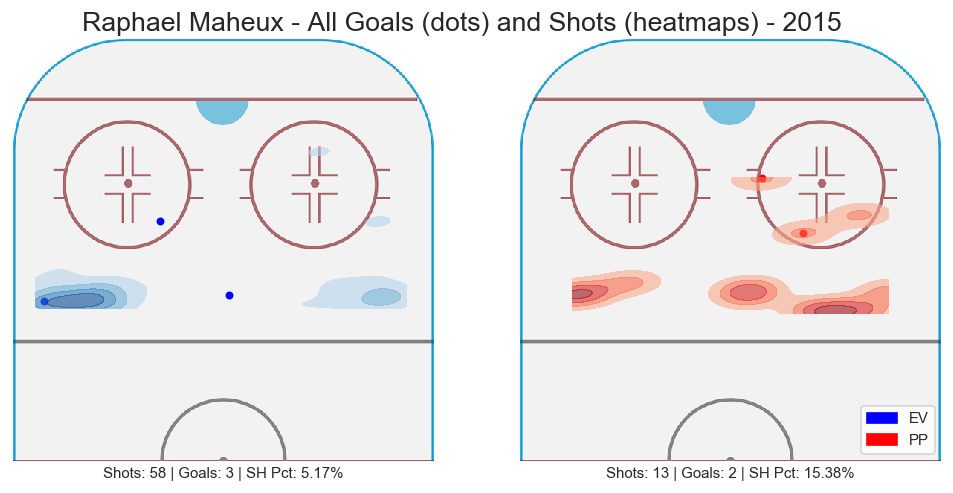 Raphael Maheux - All Goals (dots) and Shots (heatmaps) - 2015
EV
PP
Shots: 58 | Goals: 3 | SH Pct: 5.17%
Shots: 13 | Goals: 2 | SH Pct: 15.38%